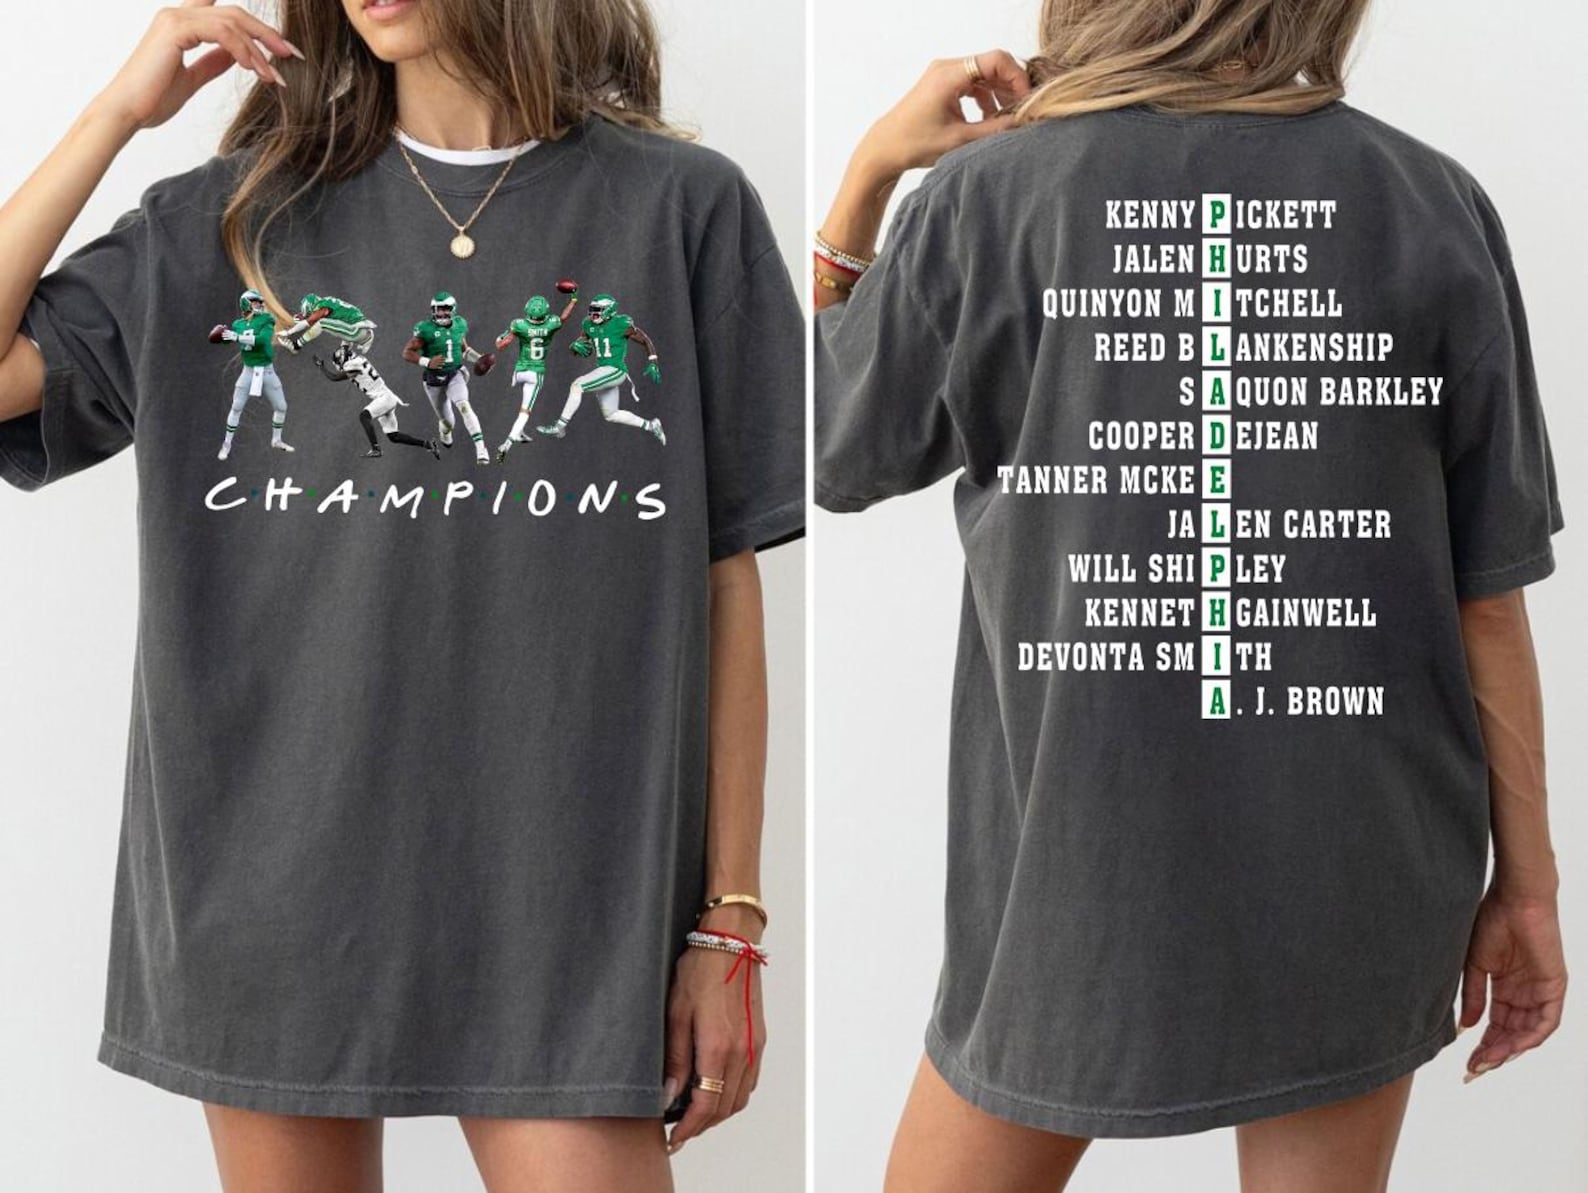 C·H·A·M·P·I·O·N·S
1
SMITH
6
11
KENNY PICKETT
JALEN HURTS
QUINYON MITCHELL
REED BLANKENSHIP
SAQUON BARKLEY
COOPER DEJEAN
TANNER MCKEE
JALEN CARTER
WILL SHIPLEY
KENNETH GAINWELL
DEVONTA SMITH
A. J. BROWN